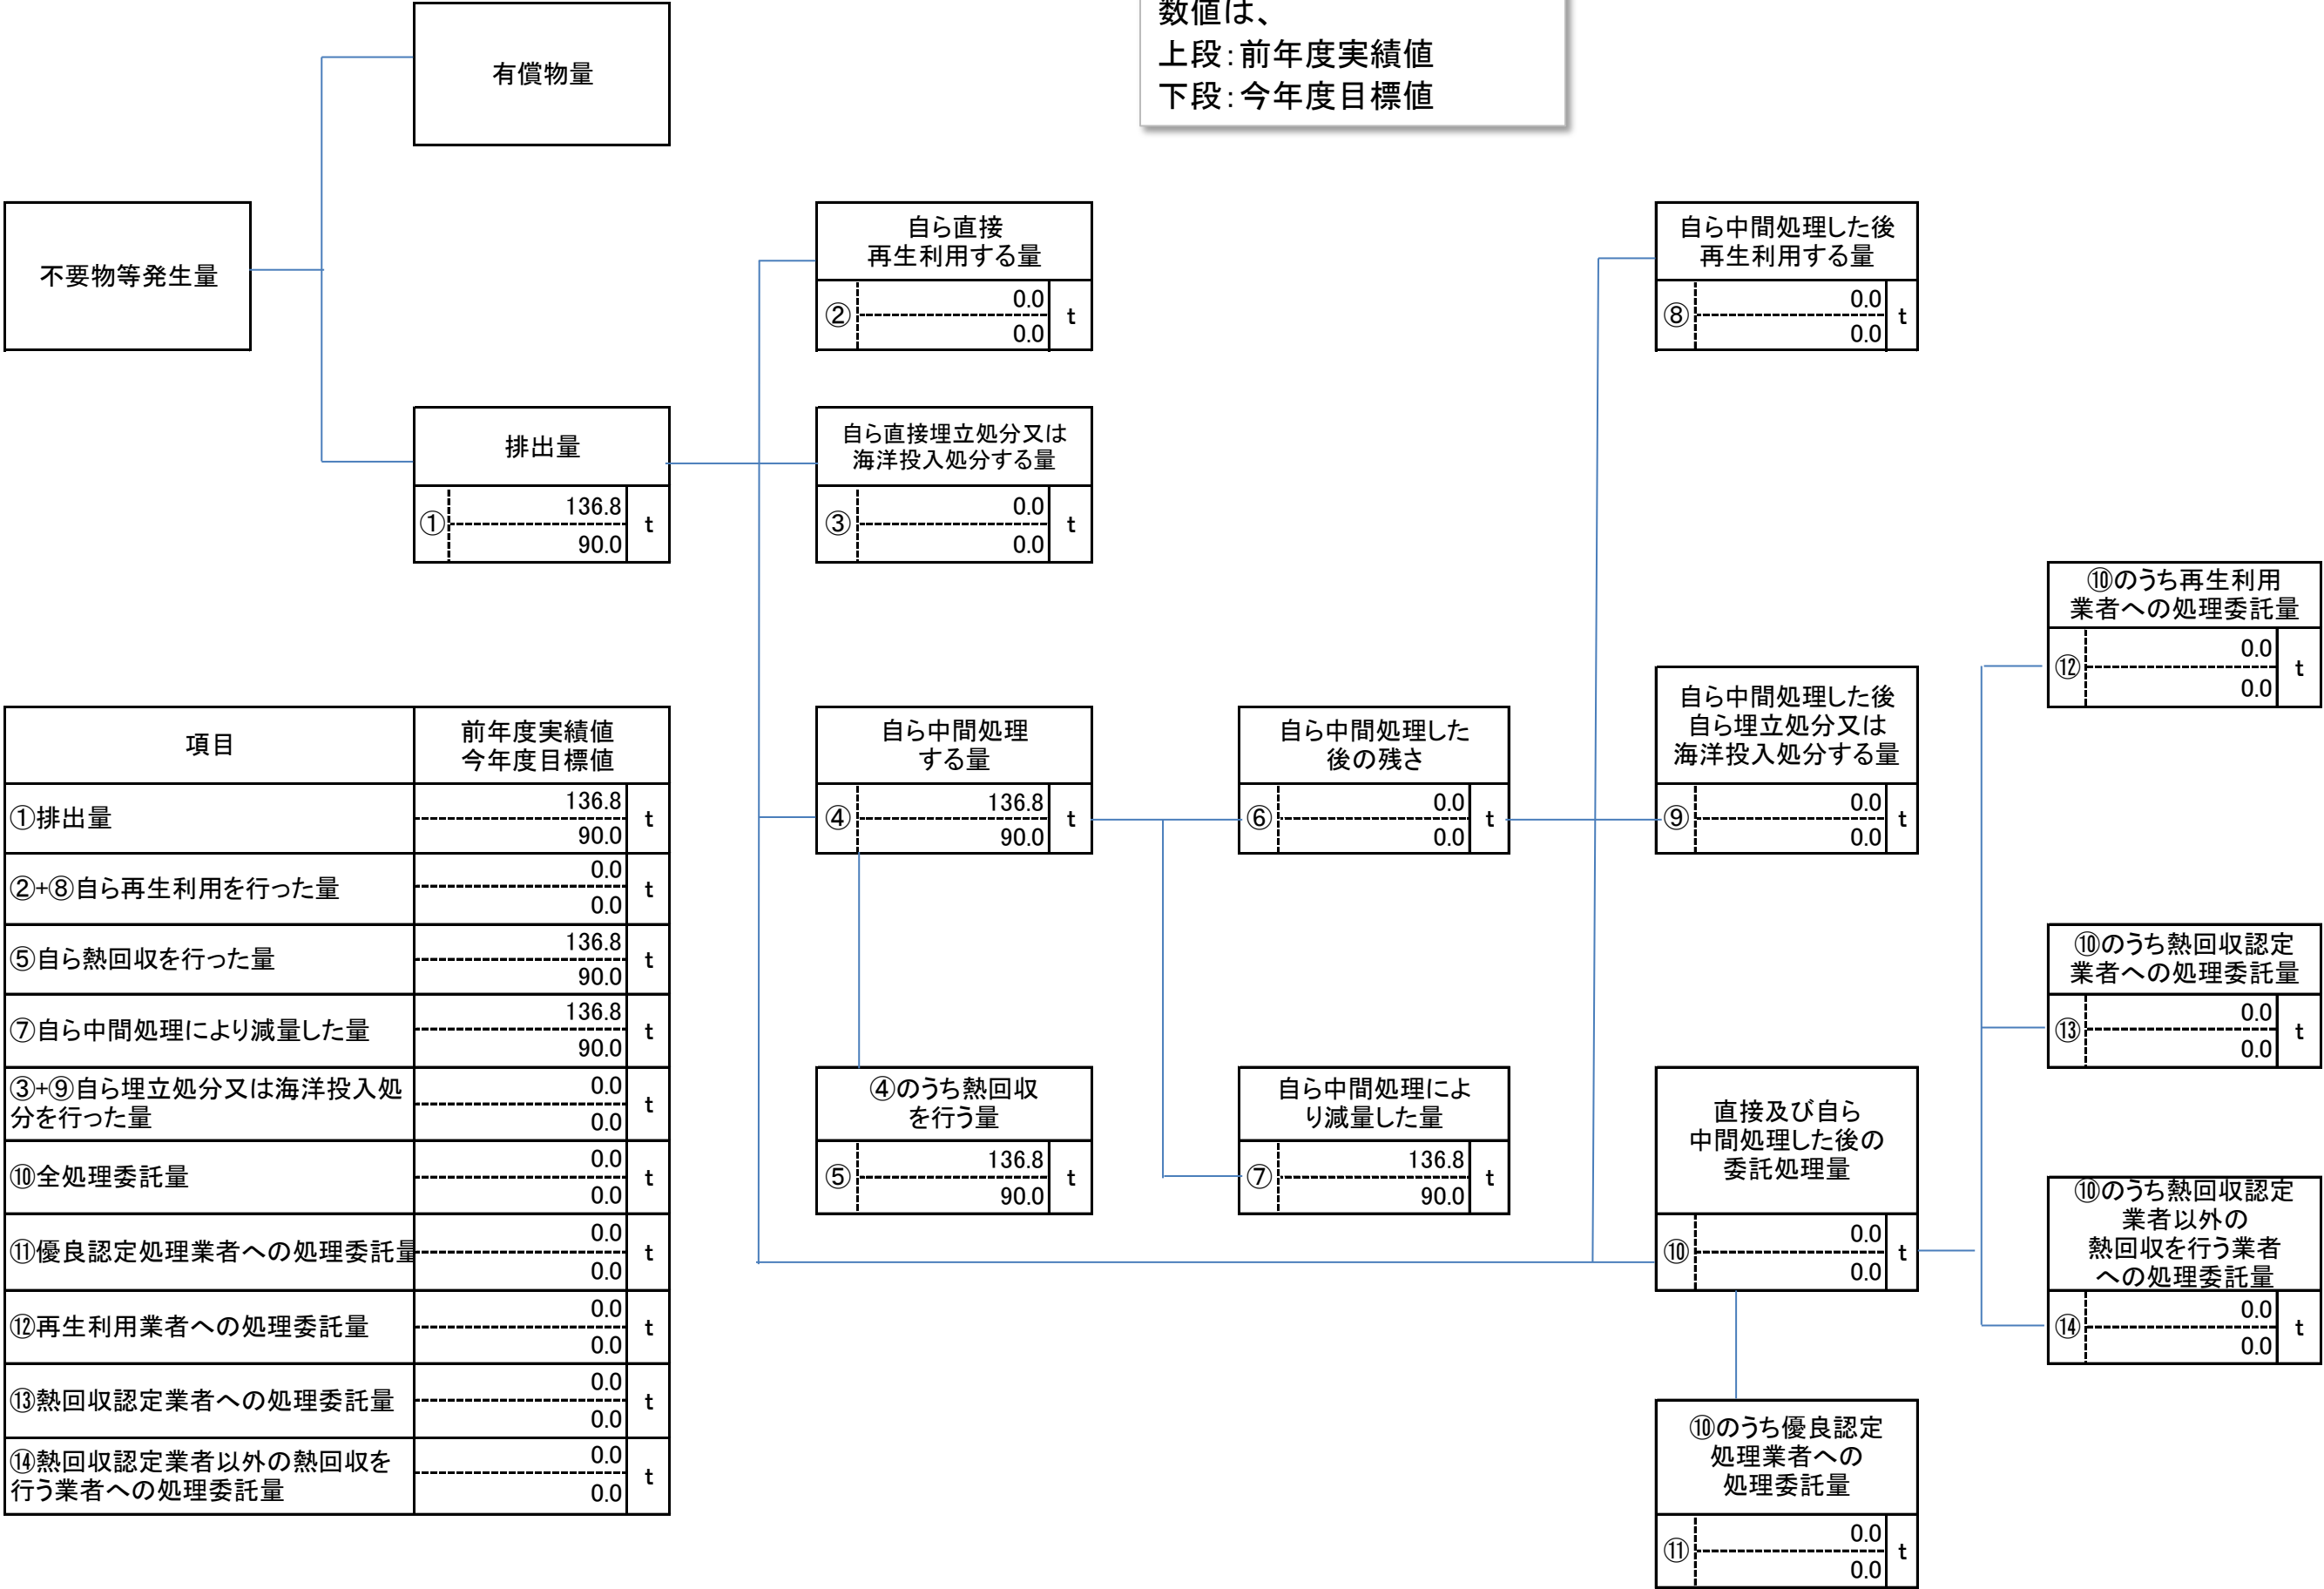 数値は、
上段：前年度実績値
下段：今年度目標値
有償物量
不要物等発生量
自ら直接
再生利用する量
②
0.0
0.0
t
自ら中間処理した後
再生利用する量
⑧
0.0
0.0
t
排出量
①
136.8
90.0
t
自ら直接埋立処分又は
海洋投入処分する量
③
0.0
0.0
t
⑩のうち再生利用
業者への処理委託量
⑫
0.0
0.0
t
自ら中間処理
する量
④
136.8
90.0
t
自ら中間処理した
後の残さ
⑥
0.0
0.0
t
自ら中間処理した後
自ら埋立処分又は
海洋投入処分する量
⑨
0.0
0.0
t
⑩のうち熱回収認定
業者への処理委託量
⑬
0.0
0.0
t
④のうち熱回収
を行う量
⑤
136.8
90.0
t
自ら中間処理によ
り減量した量
⑦
136.8
90.0
t
直接及び自ら
中間処理した後の
委託処理量
⑩
0.0
0.0
t
⑩のうち熱回収認定
業者以外の
熱回収を行う業者
への処理委託量
⑭
0.0
0.0
t
⑩のうち優良認定
処理業者への
処理委託量
⑪
0.0
0.0
t
項目
前年度実績値
今年度目標値
①排出量
136.8
90.0
t
②+⑧自ら再生利用を行った量
0.0
0.0
t
⑤自ら熱回収を行った量
136.8
90.0
t
⑦自ら中間処理により減量した量
136.8
90.0
t
③+⑨自ら埋立処分又は海洋投入処
分を行った量
0.0
0.0
t
⑩全処理委託量
0.0
0.0
t
⑪優良認定処理業者への処理委託量
0.0
0.0
t
⑫再生利用業者への処理委託量
0.0
0.0
t
⑬熱回収認定業者への処理委託量
0.0
0.0
t
⑭熱回収認定業者以外の熱回収を
行う業者への処理委託量
0.0
0.0
t